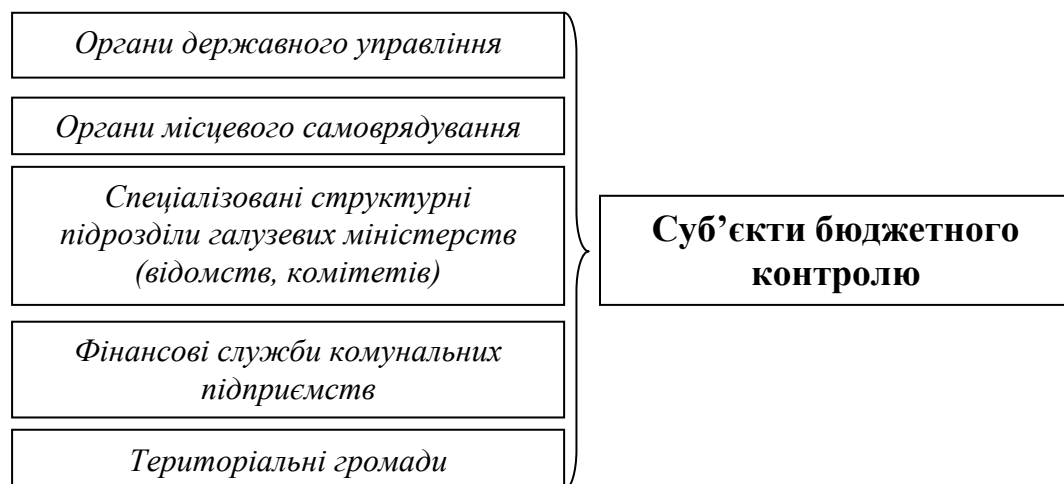 Органи державного управління
Органи місцевого самоврядування
Спеціалізовані структурні
підрозділи галузевих міністерств
(відомств, комітетів)
Фінансові служби комунальних
підприємств
Територіальні громади
Суб’єкти бюджетного
контролю